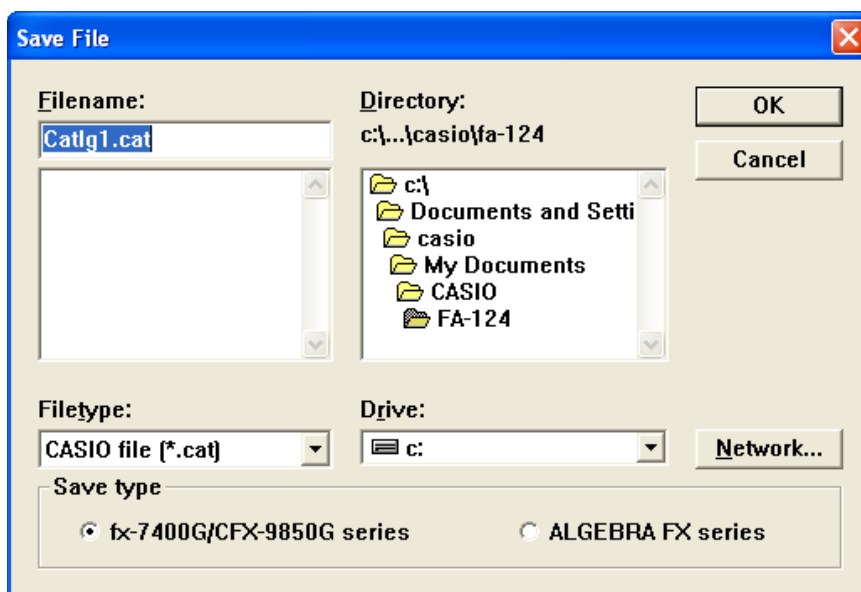 Save File
Filename:
Catlg1.cat
Directory:
c:\...\casio\fa-124
OK
Cancel
c:\
Documents and Setti
casio
My Documents
CASIO
FA-124
Filetype:
CASIO file (*.cat)
Drive:
c:
Network...
Save type
fx-7400G/CFX-9850G series
ALGEBRA FX series